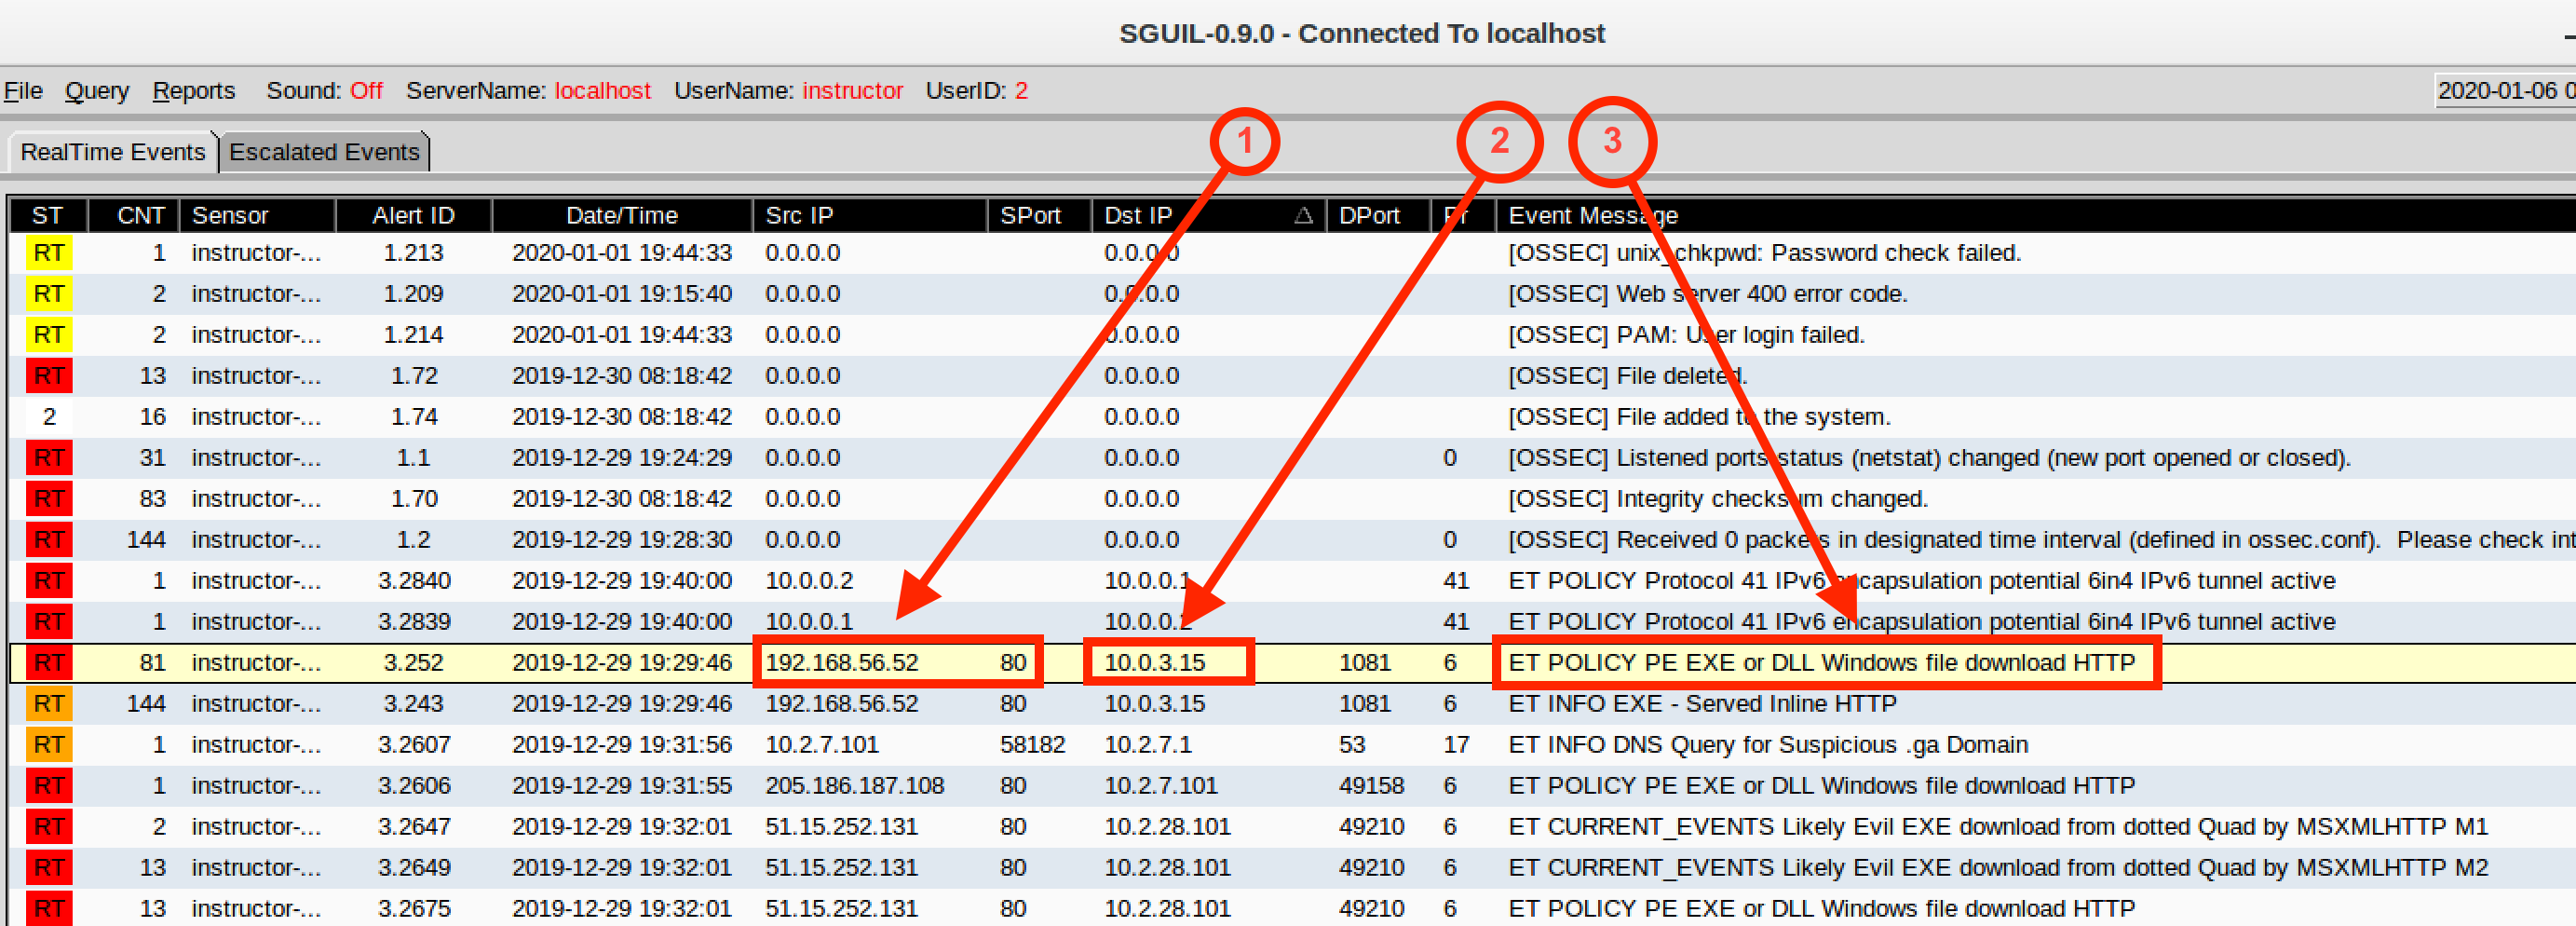 SGUIL-0.9.0 - Connected To localhost
File Query Reports Sound: Off ServerName: localhost UserName: instructor UserID: 2 2020-01-06 0
1 2 3
RealTime Events Escalated Events
ST CNT Sensor Alert ID Date/Time Src IP SPort Dst IP DPort Pr Event Message
RT 1 instructor-... 1.213 2020-01-01 19:44:33 0.0.0.0 0.0.0.0 [OSSEC] unix_chkpwd: Password check failed.
RT 2 instructor-... 1.209 2020-01-01 19:15:40 0.0.0.0 0.0.0.0 [OSSEC] Web server 400 error code.
RT 2 instructor-... 1.214 2020-01-01 19:44:33 0.0.0.0 0.0.0.0 [OSSEC] PAM: User login failed.
RT 13 instructor-... 1.72 2019-12-30 08:18:42 0.0.0.0 0.0.0.0 [OSSEC] File deleted.
2 16 instructor-... 1.74 2019-12-30 08:18:42 0.0.0.0 0.0.0.0 [OSSEC] File added to the system.
RT 31 instructor-... 1.1 2019-12-29 19:24:29 0.0.0.0 0.0.0.0 0 [OSSEC] Listened ports status (netstat) changed (new port opened or closed).
RT 83 instructor-... 1.70 2019-12-30 08:18:42 0.0.0.0 0.0.0.0 [OSSEC] Integrity checksum changed.
RT 144 instructor-... 1.2 2019-12-29 19:28:30 0.0.0.0 0.0.0.0 0 [OSSEC] Received 0 packets in designated time interval (defined in ossec.conf). Please check int
RT 1 instructor-... 3.2840 2019-12-29 19:40:00 10.0.0.2 10.0.0.1 41 ET POLICY Protocol 41 IPv6 encapsulation potential 6in4 IPv6 tunnel active
RT 1 instructor-... 3.2839 2019-12-29 19:40:00 10.0.0.1 10.0.0.2 41 ET POLICY Protocol 41 IPv6 encapsulation potential 6in4 IPv6 tunnel active
RT 81 instructor-... 3.252 2019-12-29 19:29:46 192.168.56.52 80 10.0.3.15 1081 6 ET POLICY PE EXE or DLL Windows file download HTTP
RT 144 instructor-... 3.243 2019-12-29 19:29:46 192.168.56.52 80 10.0.3.15 1081 6 ET INFO EXE - Served Inline HTTP
RT 1 instructor-... 3.2607 2019-12-29 19:31:56 10.2.7.101 58182 10.2.7.1 53 17 ET INFO DNS Query for Suspicious .ga Domain
RT 1 instructor-... 3.2606 2019-12-29 19:31:55 205.186.187.108 80 10.2.7.101 49158 6 ET POLICY PE EXE or DLL Windows file download HTTP
RT 2 instructor-... 3.2647 2019-12-29 19:32:01 51.15.252.131 80 10.2.28.101 49210 6 ET CURRENT_EVENTS Likely Evil EXE download from dotted Quad by MSXMLHTTP M1
RT 13 instructor-... 3.2649 2019-12-29 19:32:01 51.15.252.131 80 10.2.28.101 49210 6 ET CURRENT_EVENTS Likely Evil EXE download from dotted Quad by MSXMLHTTP M2
RT 13 instructor-... 3.2675 2019-12-29 19:32:01 51.15.252.131 80 10.2.28.101 49210 6 ET POLICY PE EXE or DLL Windows file download HTTP